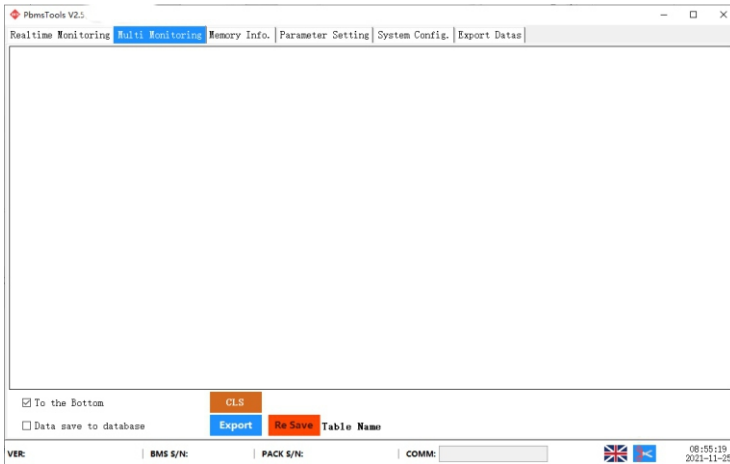 PbmsTools V2.5
Realtime Monitoring Multi Monitoring Memory Info. Parameter Setting System Config. Export Datas
To the Bottom
CLS
Data save to database
Export
Re Save
Table Name
VER: BMS S/N: PACK S/N: COMM: 08:55:19
2021-11-25